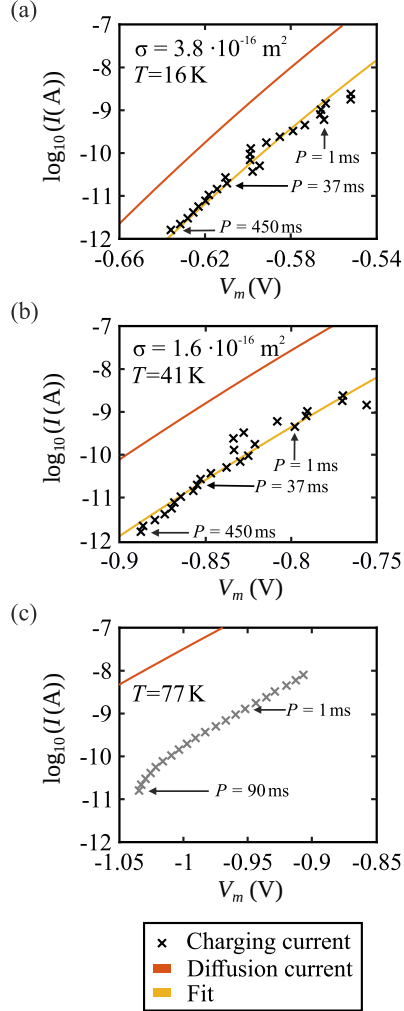 (a)
σ = 3.8 ·10⁻¹⁶ m²
T=16 K
P = 1 ms
P = 37 ms
P = 450 ms
log₁₀(I(A))
-7
-8
-9
-10
-11
-12
-0.66 -0.62 -0.58 -0.54
Vₘ (V)
(b)
σ = 1.6 ·10⁻¹⁶ m²
T=41 K
P = 1 ms
P = 37 ms
P = 450 ms
log₁₀(I(A))
-7
-8
-9
-10
-11
-12
-0.9 -0.85 -0.8 -0.75
Vₘ (V)
(c)
T=77 K
P = 1 ms
P = 90 ms
log₁₀(I(A))
-7
-8
-9
-10
-11
-12
-1.05 -1 -0.95 -0.9 -0.85
Vₘ (V)
Charging current
Diffusion current
Fit